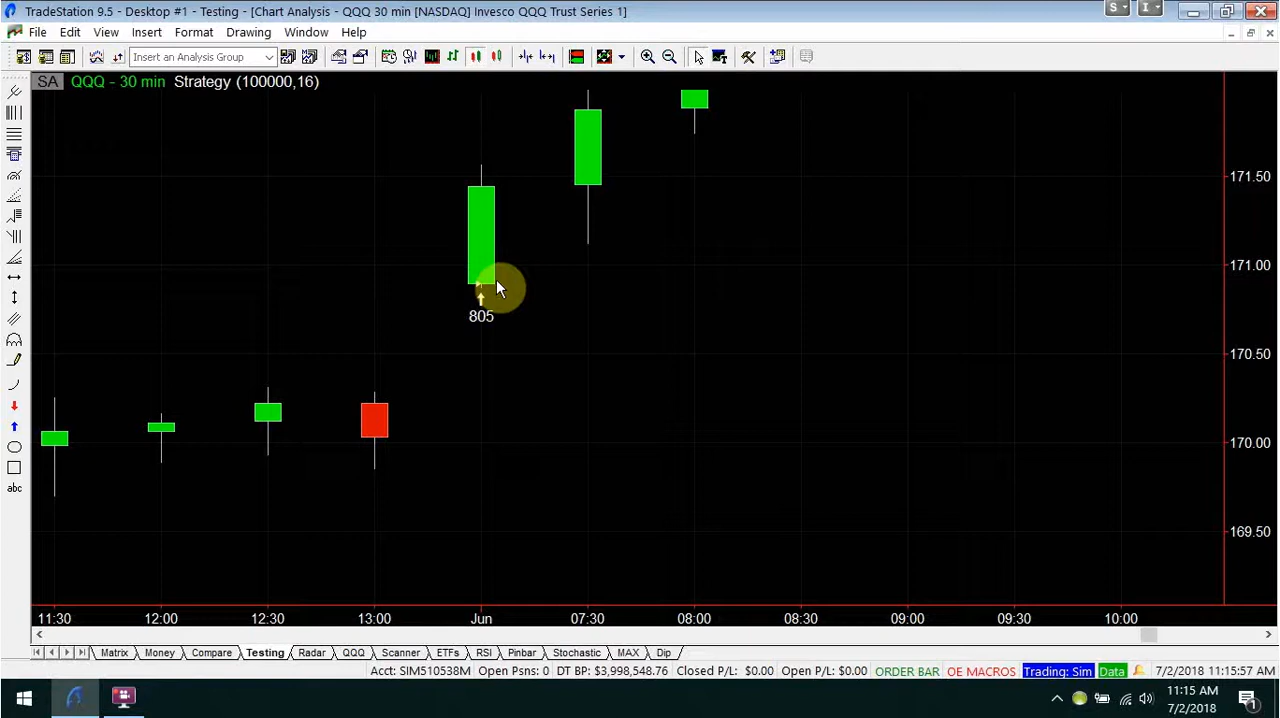 TradeStation 9.5 - Desktop #1 - Testing - [Chart Analysis - QQQ 30 min [NASDAQ] Invesco QQQ Trust Series 1]
S
I
File Edit View Insert Format Drawing Window Help
Insert an Analysis Group
SA QQQ - 30 min Strategy (100000,16)
171.50
171.00
805
170.50
170.00
169.50
abc
11:30 12:00 12:30 13:00 Jun 07:30 08:00 08:30 09:00 09:30 10:00
Matrix Money Compare Testing Radar QQQ Scanner ETFs RSI Pinbar Stochastic MAX Dip
Acct: SIM510538M Open Psns: 0 DT BP: $3,998,548.76 Closed P/L: $0.00 Open P/L: $0.00 ORDER BAR OE MACROS Trading: Sim Data 7/2/2018 11:15:57 AM
11:15 AM
7/2/2018
1